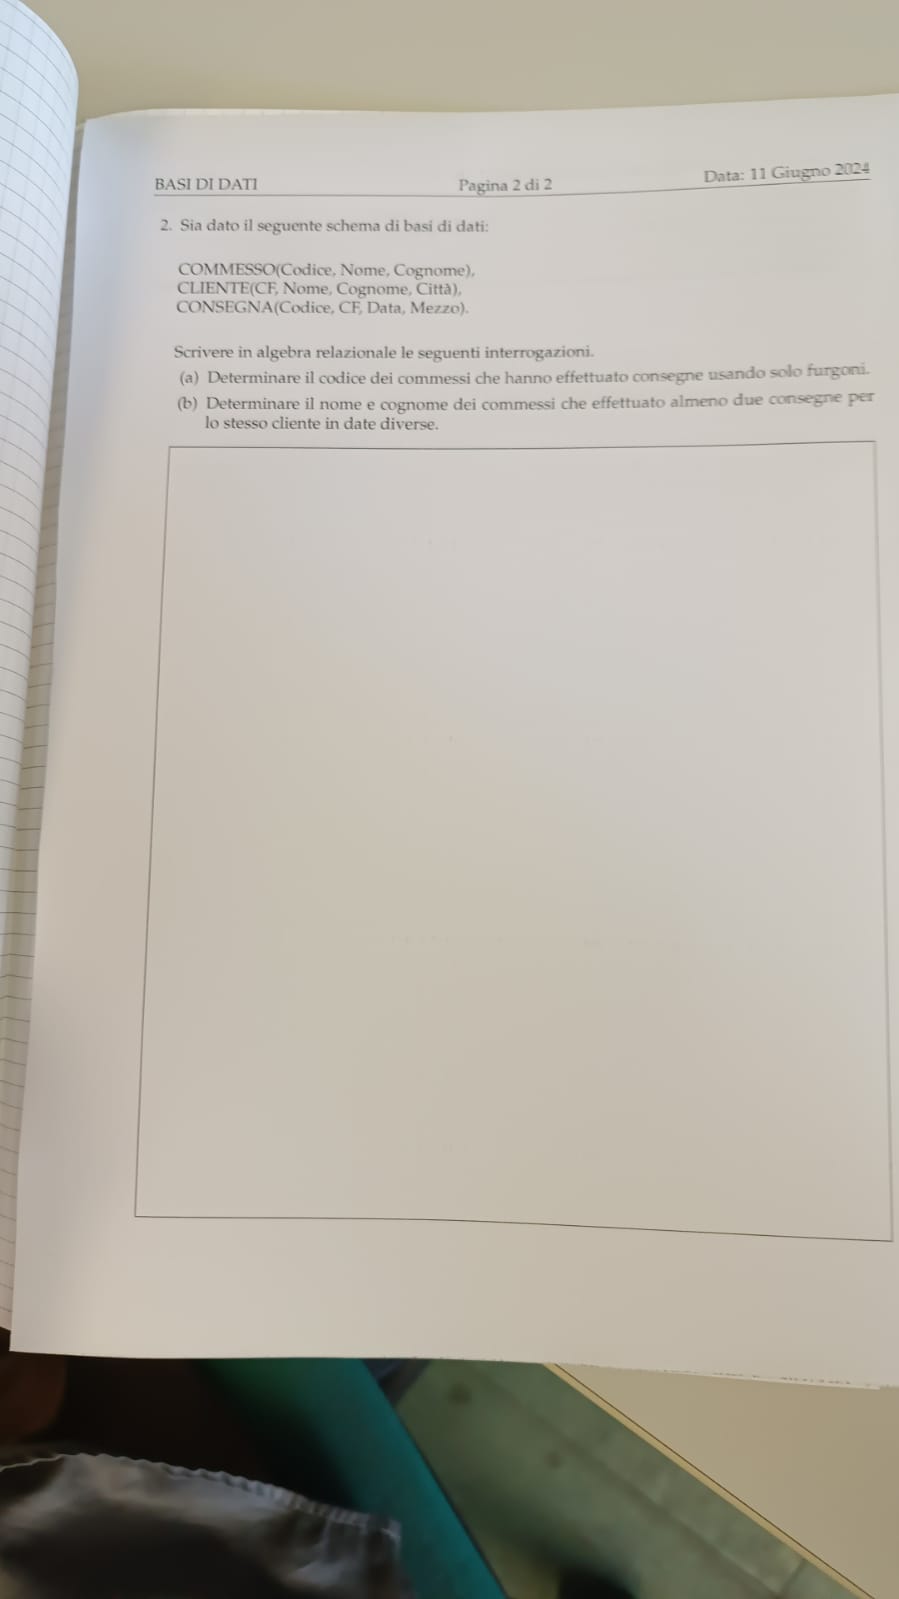 BASI DI DATI Pagina 2 di 2 Data: 11 Giugno 2024
2. Sia dato il seguente schema di basi di dati:
COMMESSO(Codice, Nome, Cognome),
CLIENTE(CF, Nome, Cognome, Città),
CONSEGNA(Codice, CF, Data, Mezzo).
Scrivere in algebra relazionale le seguenti interrogazioni.
(a) Determinare il codice dei commessi che hanno effettuato consegne usando solo furgoni.
(b) Determinare il nome e cognome dei commessi che effettuato almeno due consegne per
lo stesso cliente in date diverse.